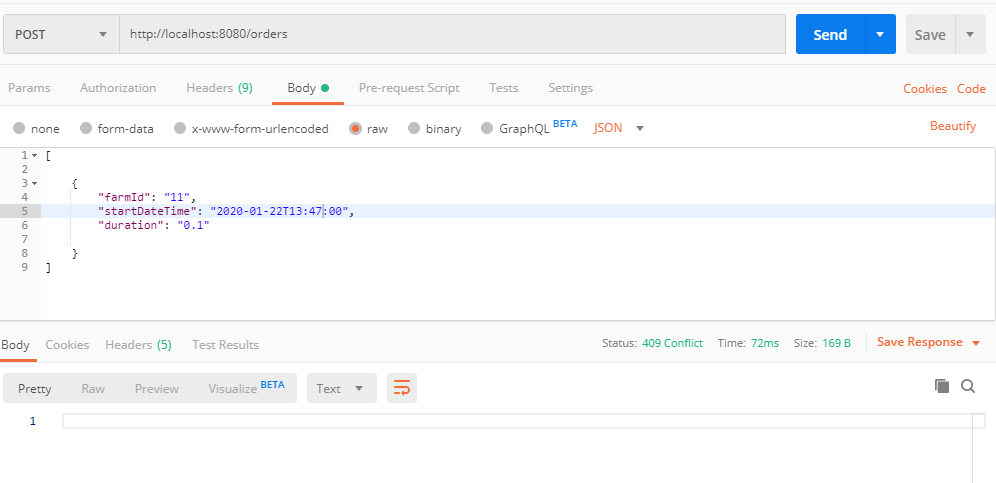 POST http://localhost:8080/orders Send Save
Params Authorization Headers (9) Body Pre-request Script Tests Settings Cookies Code
none form-data x-www-form-urlencoded raw binary GraphQL BETA JSON Beautify
1 [
2
3 {
4 "farmId": "11",
5 "startDateTime": "2020-01-22T13:47:00",
6 "duration": "0.1"
7
8 }
9 ]
Body Cookies Headers (5) Test Results Status: 409 Conflict Time: 72ms Size: 169 B Save Response
Pretty Raw Preview Visualize BETA Text
1